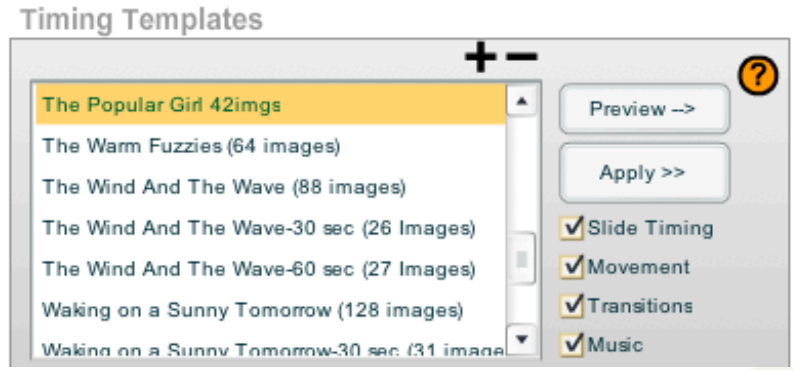 Timing Templates
+ −
?
The Popular Girl 42imgs
The Warm Fuzzies (64 images)
The Wind And The Wave (88 images)
The Wind And The Wave-30 sec (26 Images)
The Wind And The Wave-60 sec (27 Images)
Waking on a Sunny Tomorrow (128 images)
Waking on a Sunny Tomorrow-30 sec (31 image
Preview -->
Apply >>
Slide Timing
Movement
Transitions
Music